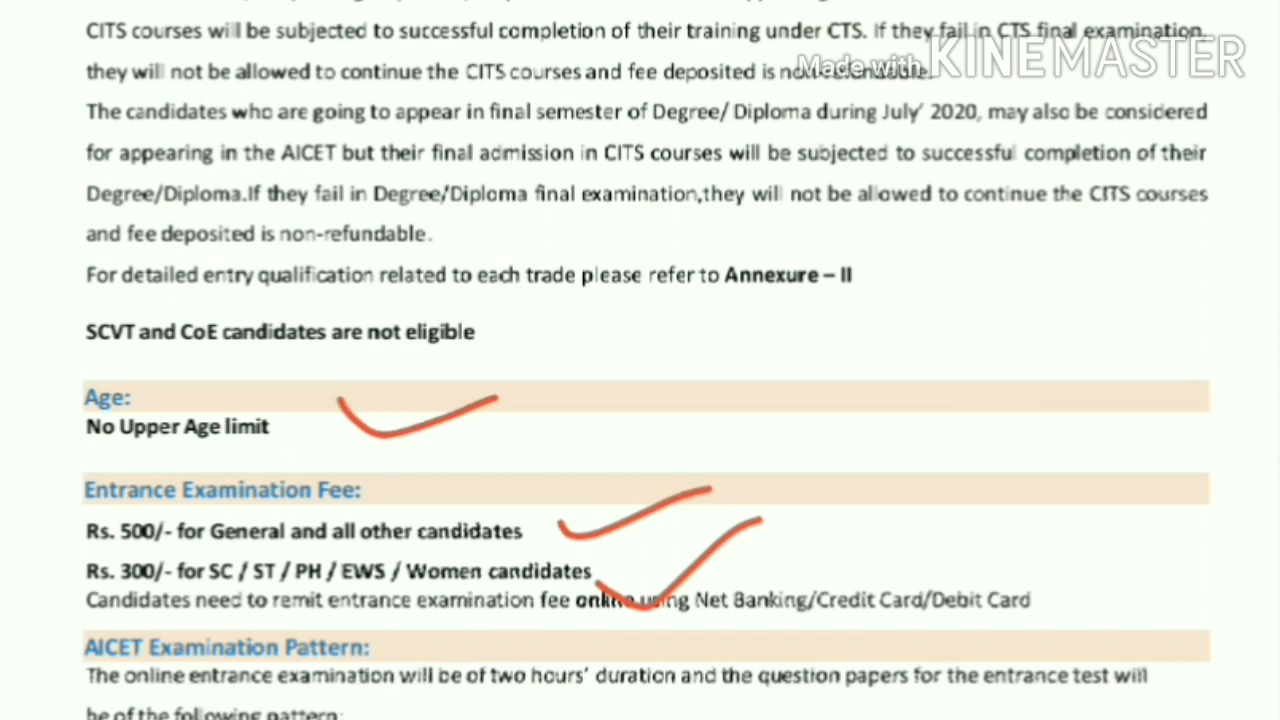 CITS courses will be subjected to successful completion of their training under CTS. If they fail in CTS final examination,
they will not be allowed to continue the CITS courses and fee deposited is non-refundable.
Made with KINEMASTER
The candidates who are going to appear in final semester of Degree/ Diploma during July' 2020, may also be considered
for appearing in the AICET but their final admission in CITS courses will be subjected to successful completion of their
Degree/Diploma.If they fail in Degree/Diploma final examination,they will not be allowed to continue the CITS courses
and fee deposited is non-refundable.
For detailed entry qualification related to each trade please refer to Annexure – II
SCVT and CoE candidates are not eligible
Age:
No Upper Age limit
Entrance Examination Fee:
Rs. 500/- for General and all other candidates
Rs. 300/- for SC / ST / PH / EWS / Women candidates
Candidates need to remit entrance examination fee online using Net Banking/Credit Card/Debit Card
AICET Examination Pattern:
The online entrance examination will be of two hours' duration and the question papers for the entrance test will
be of the following pattern: